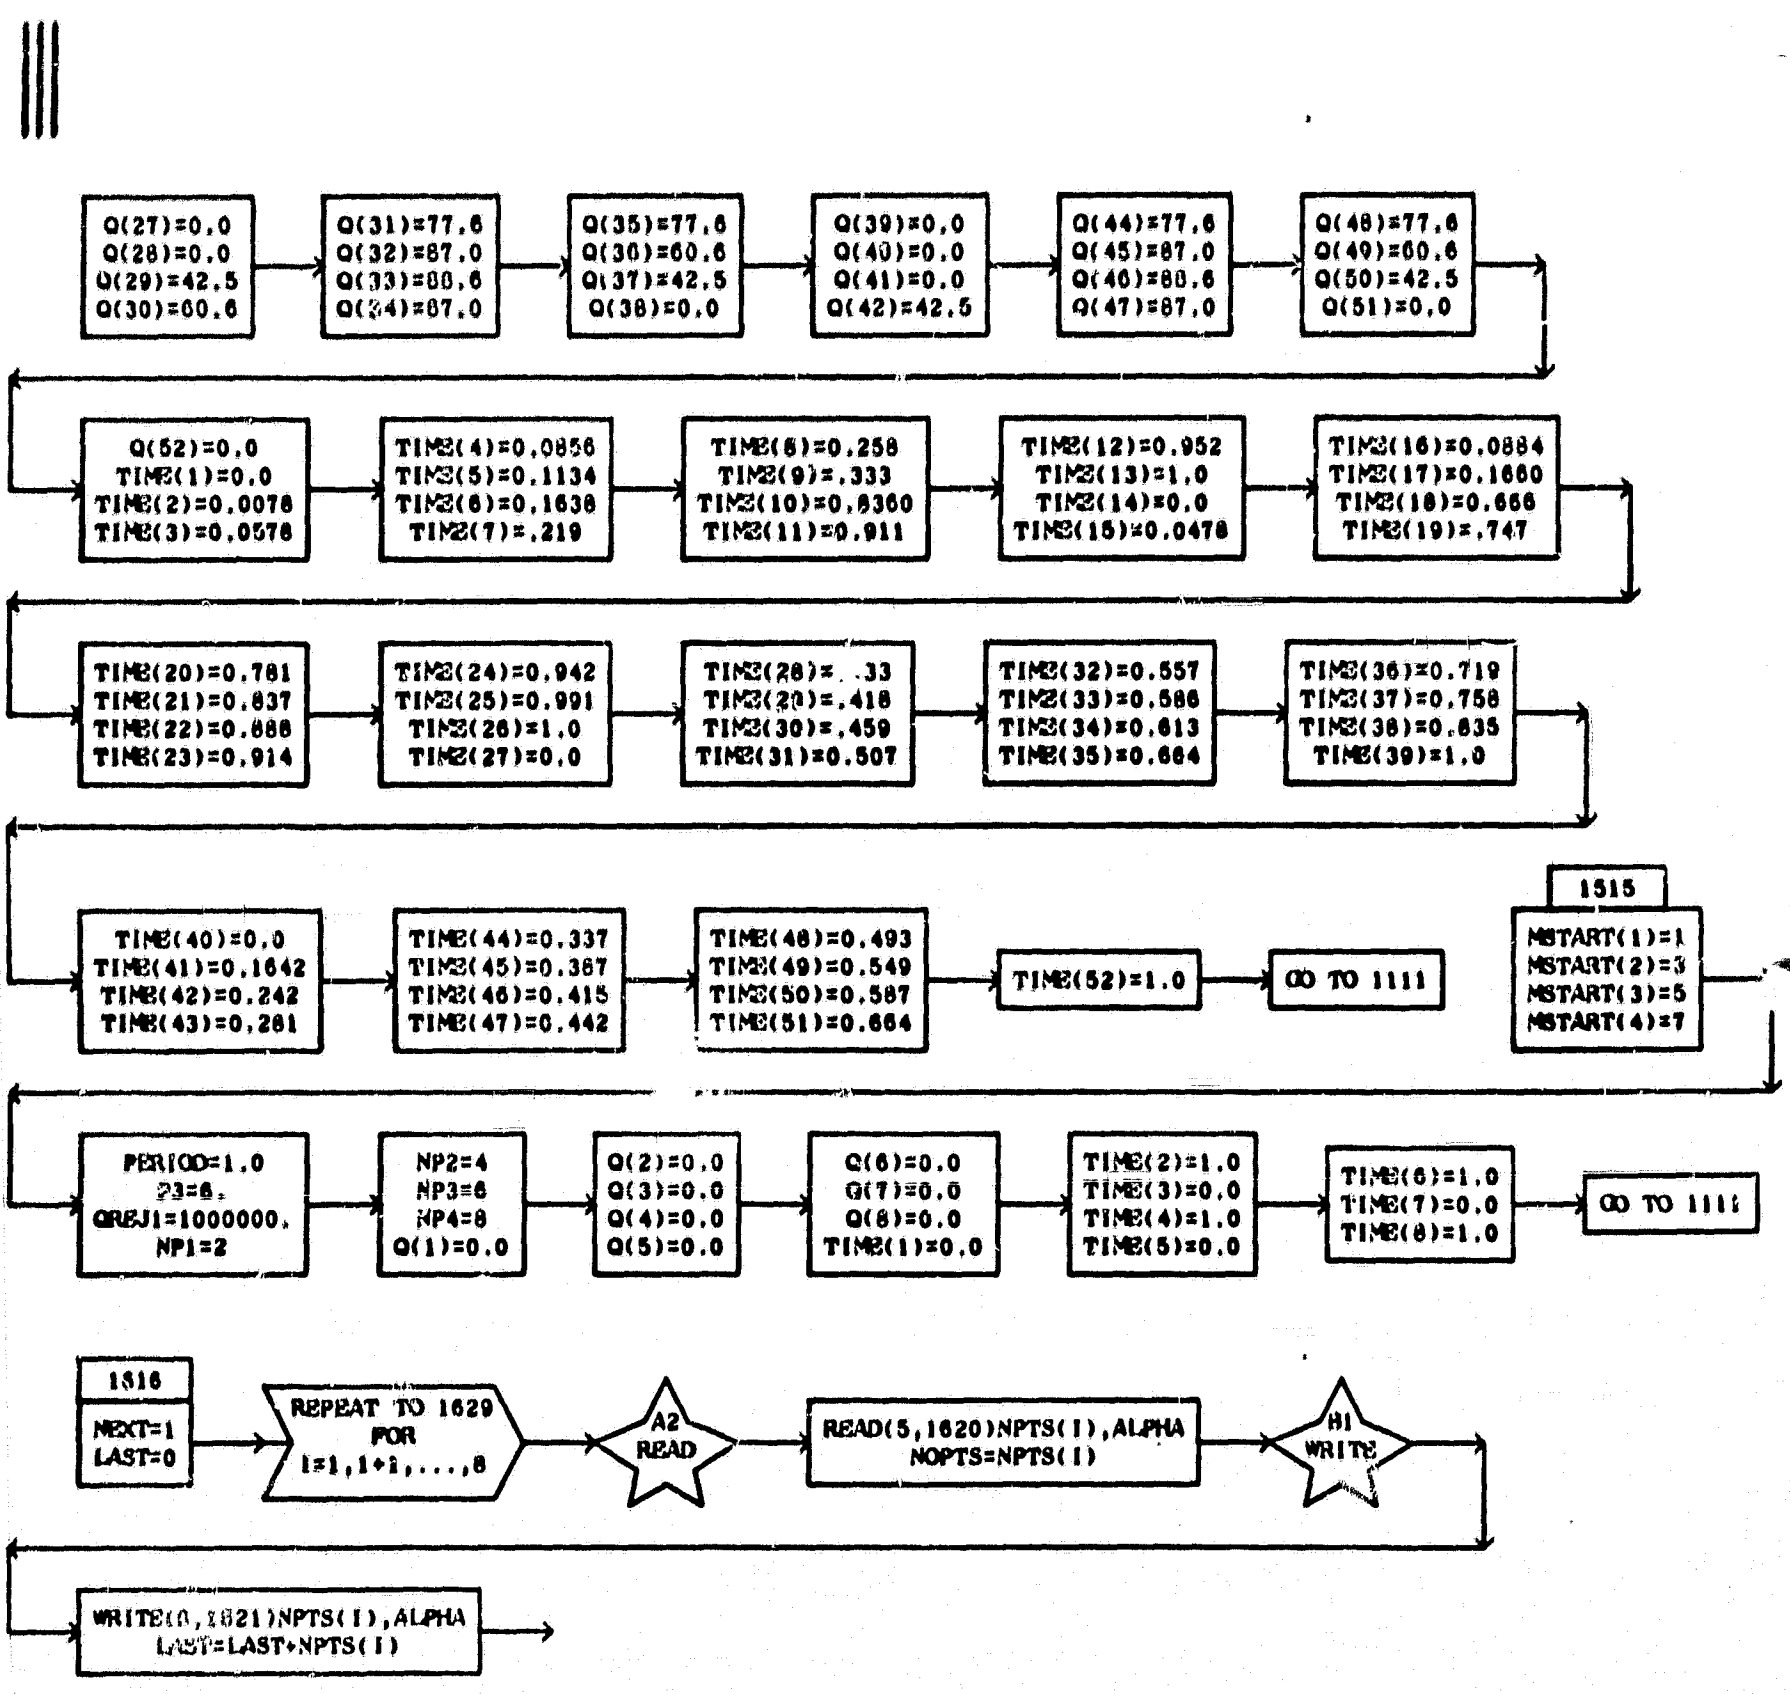 Q(27)=0.0
Q(28)=0.0
Q(29)=42.5
Q(30)=60.6
Q(31)=77.6
Q(32)=87.0
Q(33)=88.6
Q(34)=87.0
Q(35)=77.6
Q(36)=60.6
Q(37)=42.5
Q(38)=0.0
Q(39)=0.0
Q(40)=0.0
Q(41)=0.0
Q(42)=42.5
Q(44)=77.6
Q(45)=87.0
Q(46)=88.6
Q(47)=87.0
Q(48)=77.6
Q(49)=60.6
Q(50)=42.5
Q(51)=0.0
Q(52)=0.0
TIME(1)=0.0
TIME(2)=0.0078
TIME(3)=0.0578
TIME(4)=0.0856
TIME(5)=0.1134
TIME(6)=0.1638
TIME(7)=.219
TIME(8)=0.258
TIME(9)=.333
TIME(10)=0.8360
TIME(11)=0.911
TIME(12)=0.952
TIME(13)=1.0
TIME(14)=0.0
TIME(15)=0.0478
TIME(16)=0.0884
TIME(17)=0.1660
TIME(18)=0.666
TIME(19)=.747
TIME(20)=0.781
TIME(21)=0.837
TIME(22)=0.888
TIME(23)=0.914
TIME(24)=0.942
TIME(25)=0.991
TIME(26)=1.0
TIME(27)=0.0
TIME(28)=
TIME(29)=.418
TIME(30)=.459
TIME(31)=0.507
TIME(32)=0.557
TIME(33)=0.586
TIME(34)=0.613
TIME(35)=0.664
TIME(36)=0.719
TIME(37)=0.758
TIME(38)=0.835
TIME(39)=1.0
TIME(40)=0.0
TIME(41)=0.1642
TIME(42)=0.242
TIME(43)=0.281
TIME(44)=0.337
TIME(45)=0.387
TIME(46)=0.415
TIME(47)=0.442
TIME(48)=0.493
TIME(49)=0.549
TIME(50)=0.587
TIME(51)=0.664
TIME(52)=1.0
GO TO 1111
1515
MSTART(1)=1
MSTART(2)=3
MSTART(3)=5
MSTART(4)=7
PERIOD=1.0
P3=6.
QREJ1=1000000.
NP1=2
NP2=4
NP3=6
NP4=8
Q(1)=0.0
Q(2)=0.0
Q(3)=0.0
Q(4)=0.0
Q(5)=0.0
Q(6)=0.0
Q(7)=0.0
Q(8)=0.0
TIME(1)=0.0
TIME(2)=1.0
TIME(3)=0.0
TIME(4)=1.0
TIME(5)=0.0
TIME(6)=1.0
TIME(7)=0.0
TIME(8)=1.0
GO TO 1111
1516
NEXT=1
LAST=0
REPEAT TO 1629
FOR
I=1,1+1,...,8
A2
READ
READ(5,1620)NPTS(I),ALPHA
NOPTS=NPTS(I)
H1
WRITE
WRITE(6,1621)NPTS(I),ALPHA
LAST=LAST+NPTS(I)